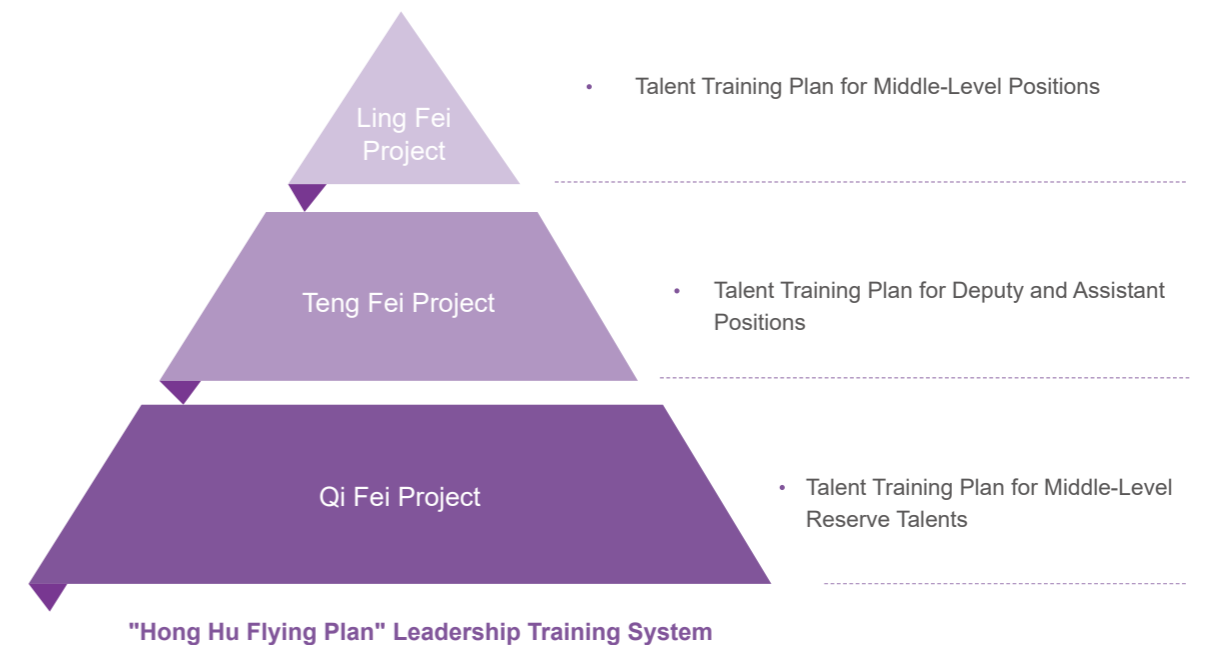 Ling Fei
Project
• Talent Training Plan for Middle-Level Positions
Teng Fei Project
• Talent Training Plan for Deputy and Assistant
Positions
Qi Fei Project
• Talent Training Plan for Middle-Level
Reserve Talents
"Hong Hu Flying Plan" Leadership Training System